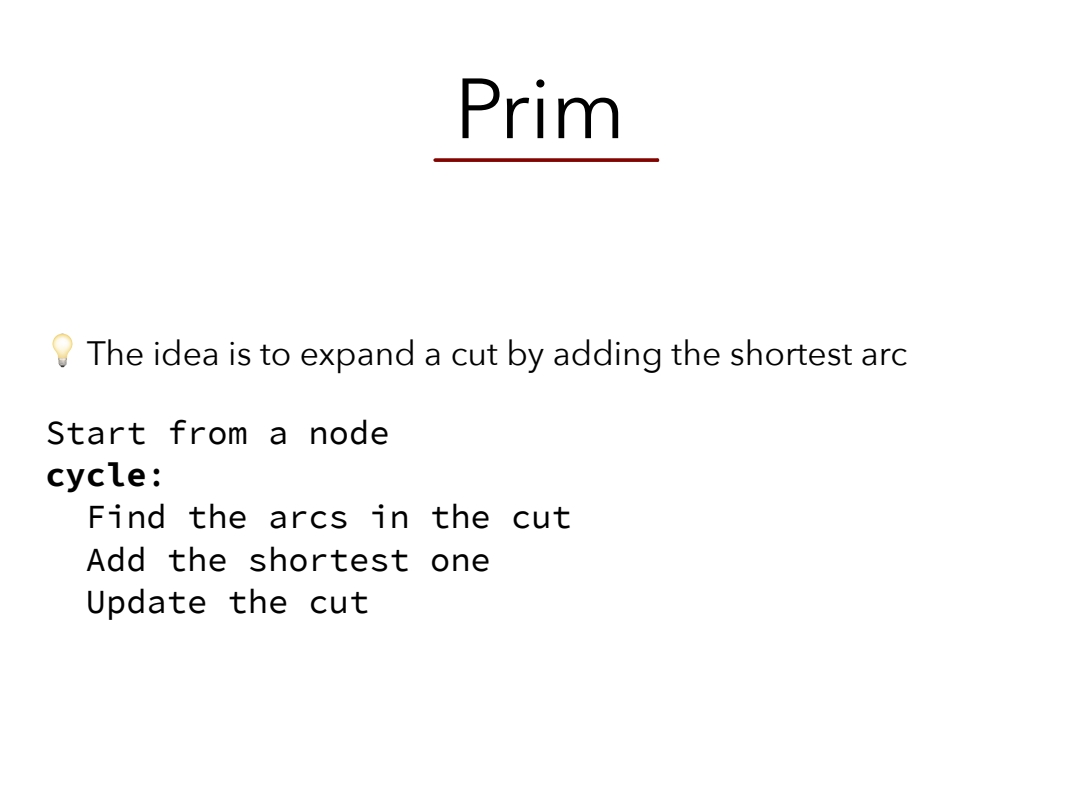 Prim
💡 The idea is to expand a cut by adding the shortest arc
Start from a node
cycle:
Find the arcs in the cut
Add the shortest one
Update the cut